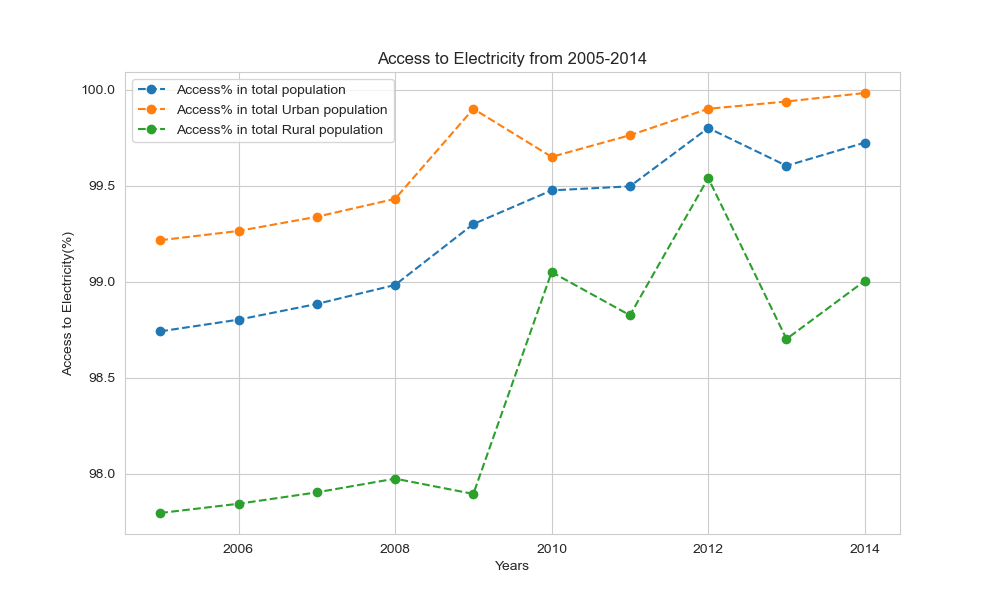 Access to Electricity from 2005-2014
Access% in total population
Access% in total Urban population
Access% in total Rural population
100.0
99.5
99.0
98.5
98.0
Access to Electricity(%)
2006 2008 2010 2012 2014
Years